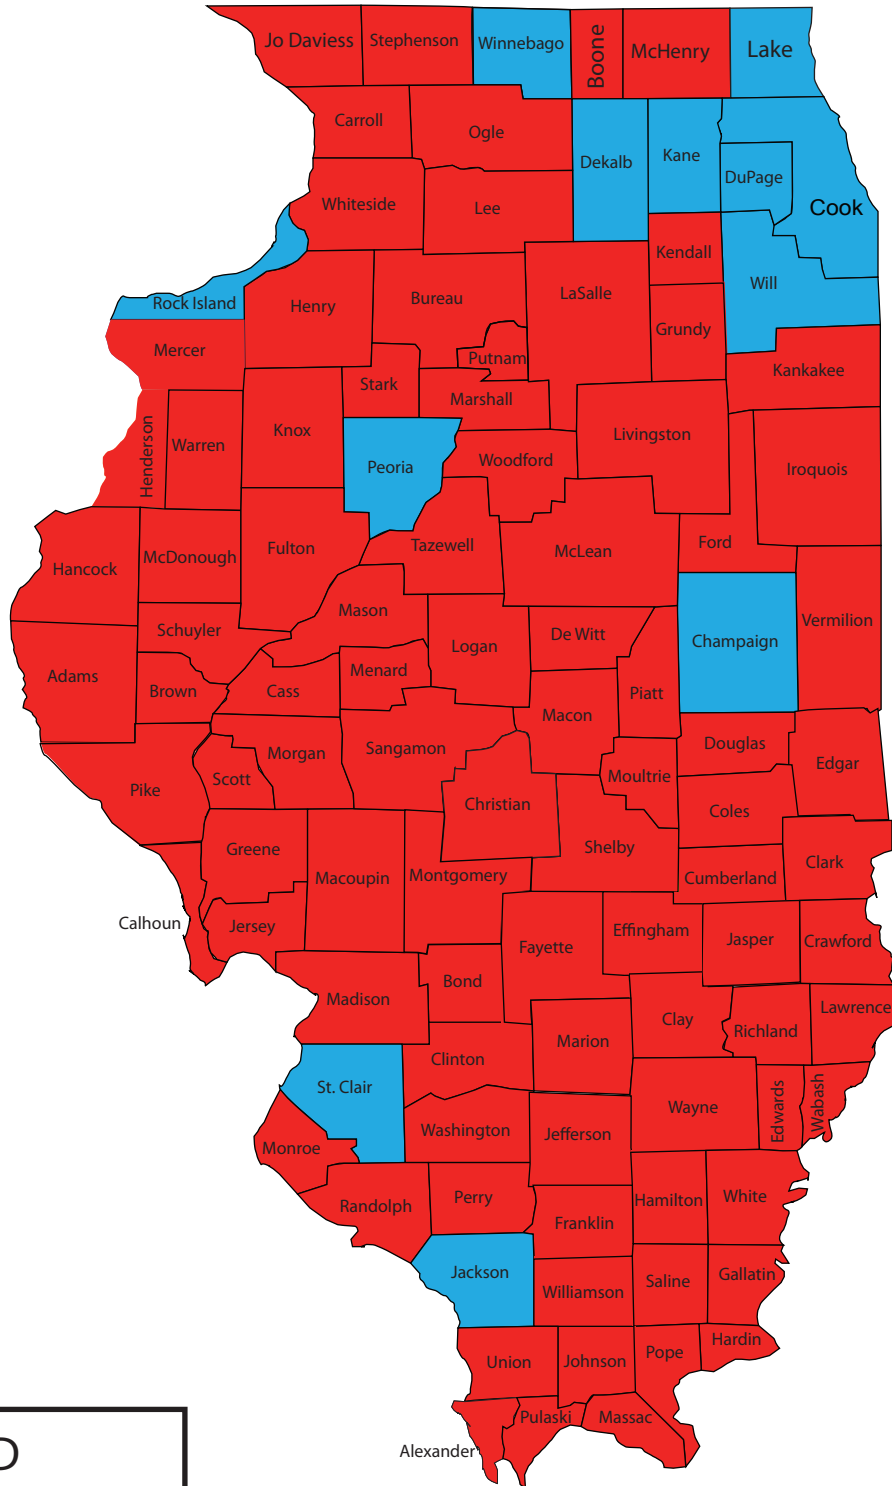 Jo Daviess
Stephenson
Winnebago
Boone
McHenry
Lake
Carroll
Ogle
Dekalb
Kane
DuPage
Cook
Whiteside
Lee
Kendall
Will
Rock Island
Henry
Bureau
LaSalle
Grundy
Mercer
Putnam
Kankakee
Stark
Marshall
Henderson
Warren
Knox
Peoria
Woodford
Livingston
Iroquois
Hancock
McDonough
Fulton
Tazewell
McLean
Ford
Schuyler
Mason
Logan
De Witt
Champaign
Vermilion
Adams
Brown
Cass
Menard
Piatt
Macon
Pike
Scott
Morgan
Sangamon
Christian
Moultrie
Douglas
Edgar
Coles
Shelby
Greene
Macoupin
Montgomery
Cumberland
Clark
Calhoun
Jersey
Fayette
Effingham
Jasper
Crawford
Madison
Bond
Clay
Richland
Lawrence
Marion
Clinton
St. Clair
Wayne
Edwards
Wabash
Monroe
Washington
Jefferson
Randolph
Perry
Franklin
Hamilton
White
Jackson
Williamson
Saline
Gallatin
Union
Johnson
Pope
Hardin
Pulaski
Massac
Alexander
D